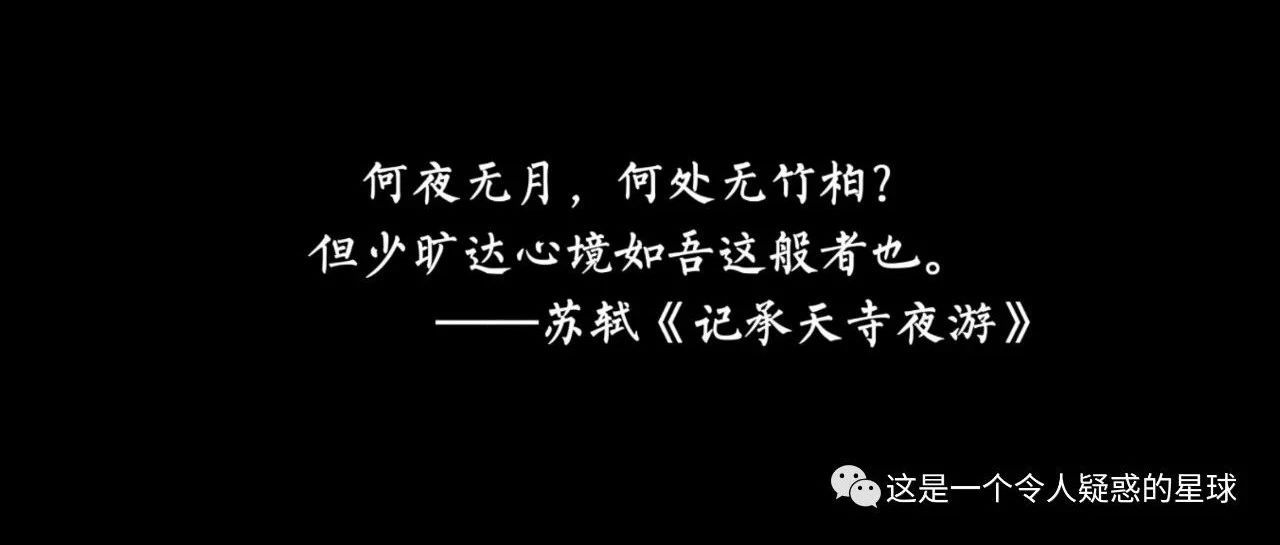 何夜无月，何处无竹柏？
但少旷达心境如吾这般者也。
——苏轼《记承天寺夜游》
这是一个令人疑惑的星球